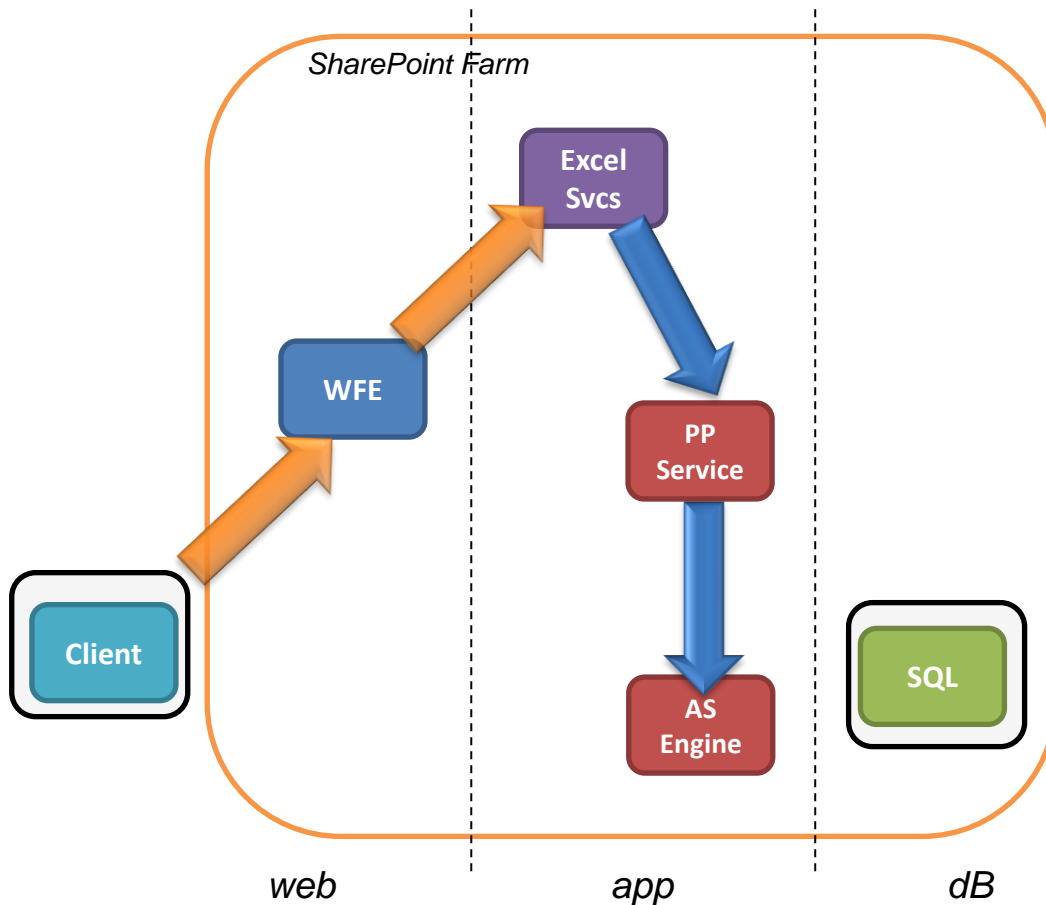 SharePoint Farm
Excel
Svcs
WFE
PP
Service
Client
SQL
AS
Engine
web
app
dB